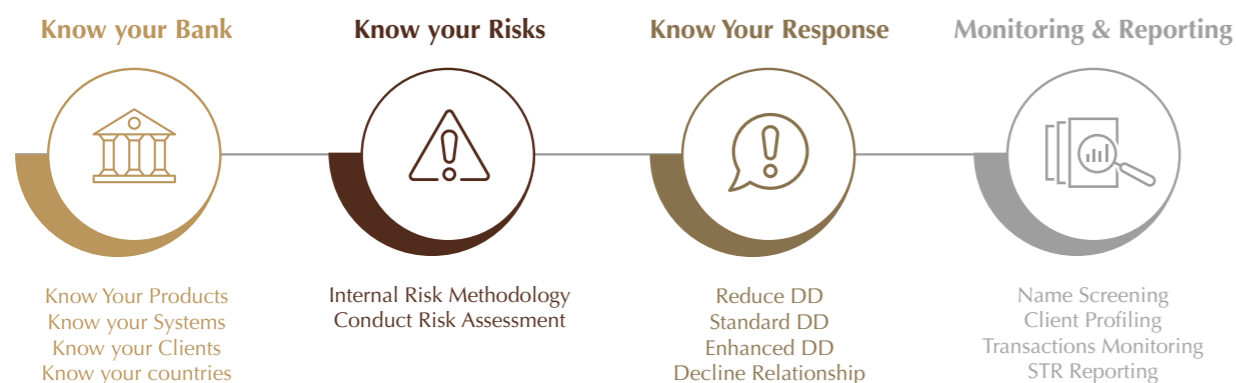 Know your Bank
Know your Risks
Know Your Response
Monitoring & Reporting
Know Your Products
Know your Systems
Know your Clients
Know your countries
Internal Risk Methodology
Conduct Risk Assessment
Reduce DD
Standard DD
Enhanced DD
Decline Relationship
Name Screening
Client Profiling
Transactions Monitoring
STR Reporting